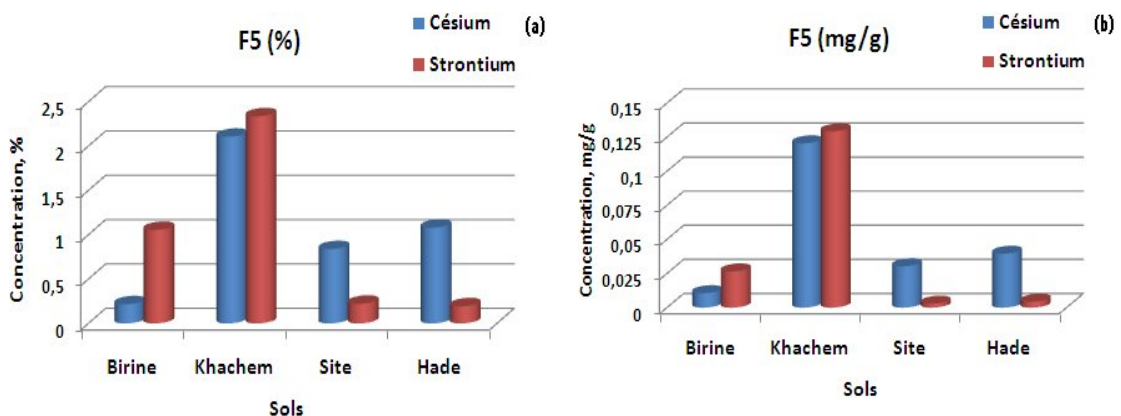 F5 (%)
Césium
Strontium
(a)
Concentration, %
2,5
2
1,5
1
0,5
0
Birine
Khachem
Site
Hade
Sols
F5 (mg/g)
Césium
Strontium
(b)
Concentration, mg/g
0,15
0,125
0,1
0,075
0,05
0,025
0
Birine
Khachem
Site
Hade
Sols